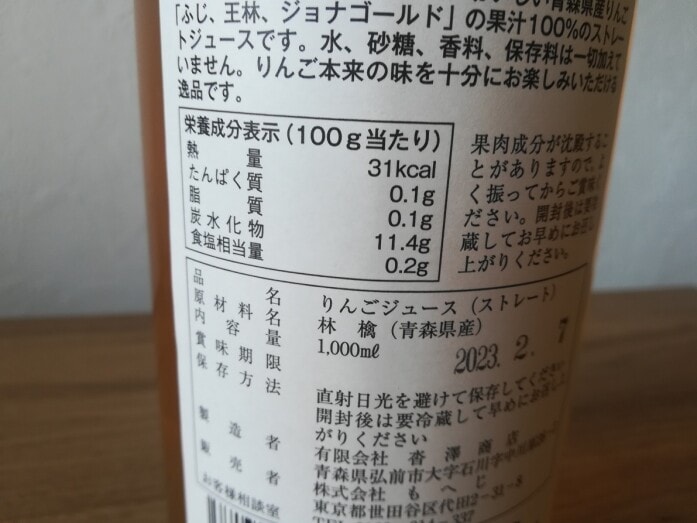 青森県産りんご
「ふじ、王林、ジョナゴールド」の果汁100%のストレー
トジュースです。水、砂糖、香料、保存料は一切加えて
いません。りんご本来の味を十分にお楽しみいただける
逸品です。
栄養成分表示(100g当たり)
熱量 31kcal
たんぱく質 0.1g
脂質 0.1g
炭水化物 11.4g
食塩相当量 0.2g
果肉成分が沈殿するこ
とがありますので、よ
く振ってからご賞味く
ださい。開封後は要冷
蔵してお早めにお召し
上がりください。
品名 りんごジュース(ストレート)
原材料名 林檎(青森県産)
内容量 1,000mℓ
賞味期限 2023.2.7
保存方法 直射日光を避けて保存してください
開封後は要冷蔵して早めにお召し
がりください
製造者 有限会社 沓澤商店
青森県弘前市大字石川字中川原
販売者 株式会社 もへじ
東京都世田谷区代田2-31-8
お客様相談室